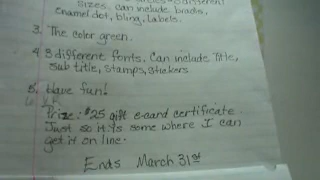 sizes. can include brads,
enamel dot, bling, labels.
3. The color green.
4. 3 different fonts. Can include title,
sub title, stamps, stickers
5. Have fun!
Prize: $25 gift e-card certificate.
Just so it is some where I can
get it on line.
Ends March 31st